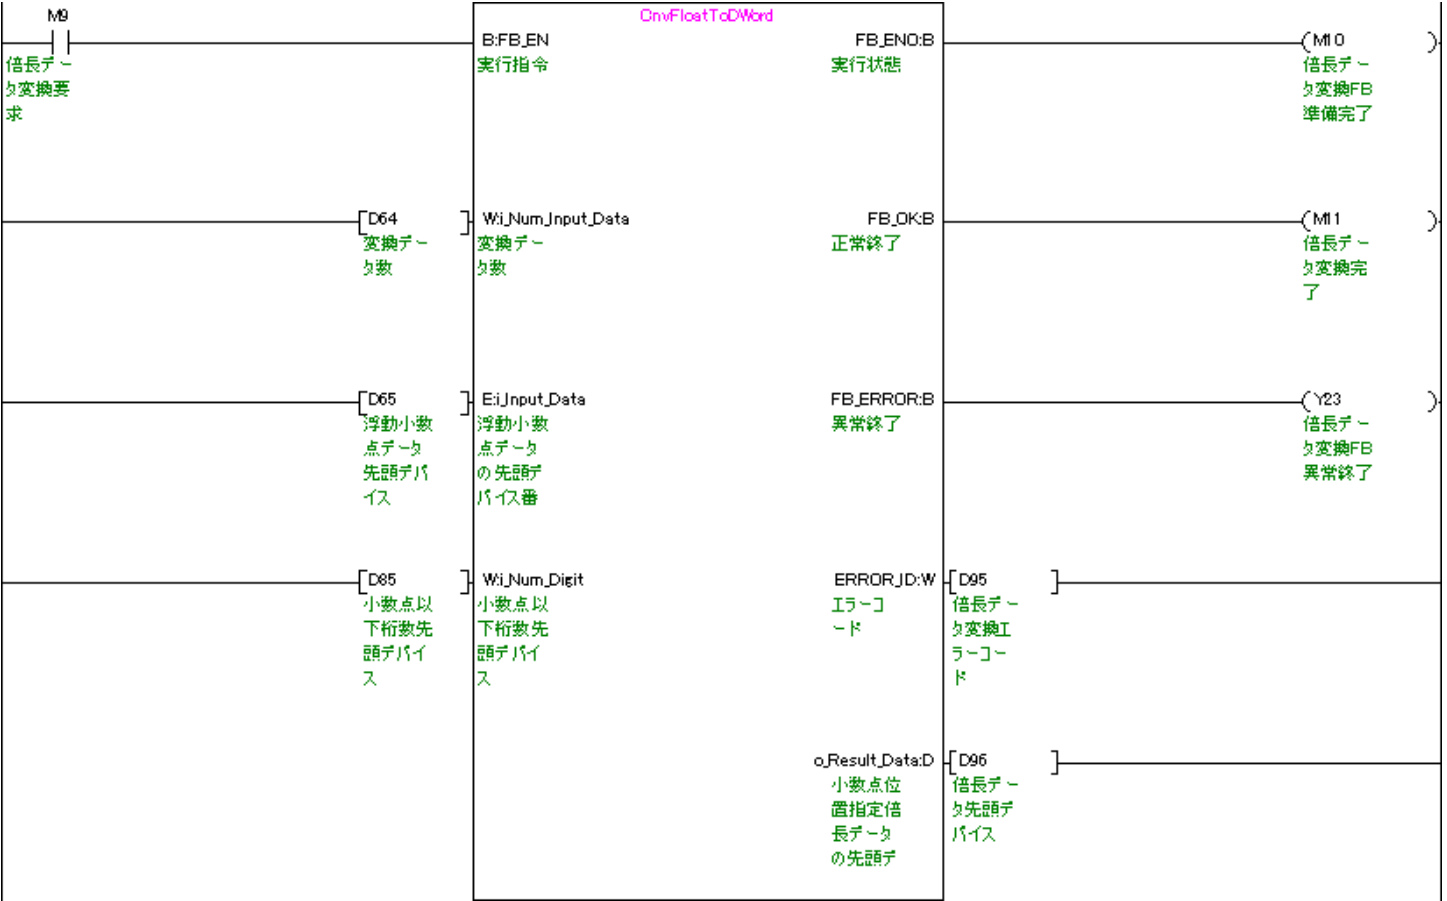 M9
CnvFloatToDWord
B:FB_EN
FB_ENO:B
M10
倍長デー
タ変換要
求
実行指令
実行状態
倍長デー
タ変換FB
準備完了
D64
W:i_Num_Input_Data
FB_OK:B
M11
変換デー
タ数
変換デー
タ数
正常終了
倍長デー
タ変換完
了
D65
E:i_Input_Data
FB_ERROR:B
Y23
浮動小数
点データ
先頭デバ
イス
浮動小数
点データ
の先頭デ
バイス番
異常終了
倍長デー
タ変換FB
異常終了
D85
W:i_Num_Digit
ERROR_ID:W
D95
小数点以
下桁数先
頭デバイ
ス
小数点以
下桁数先
頭デバイ
ス
エラーコ
ード
倍長デー
タ変換エ
ラーコー
ド
o_Result_Data:D
D96
小数点位
置指定倍
長データ
の先頭デ
倍長デー
タ先頭デ
バイス